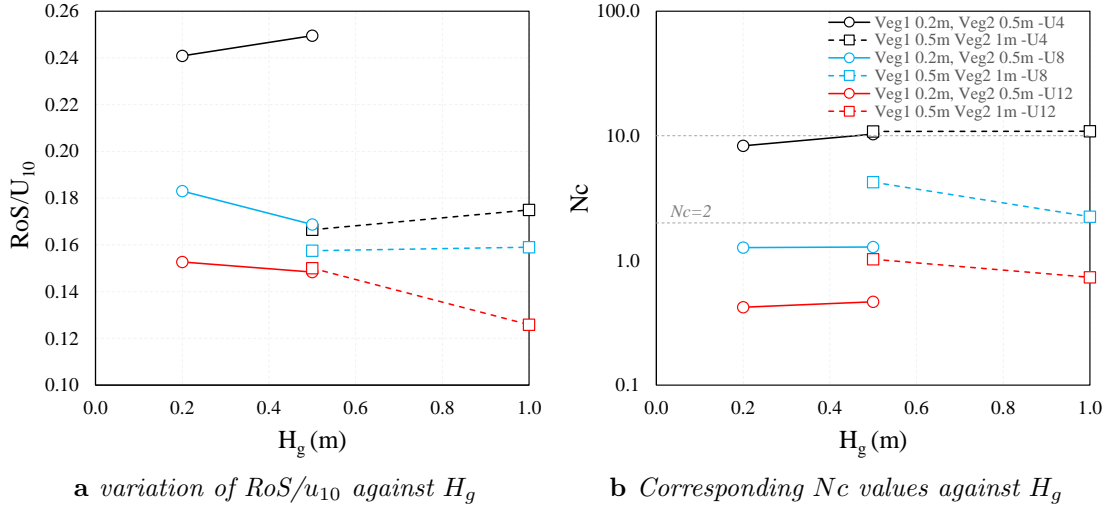 0.26
0.24
0.22
0.20
0.18
0.16
0.14
0.12
0.10
RoS/U10
0.0 0.2 0.4 0.6 0.8 1.0
Hg (m)
a variation of RoS/u10 against Hg
10.0 100.0
1.0
0.1
Nc
Nc=2
Veg1 0.2m, Veg2 0.5m -U4
Veg1 0.5m Veg2 1m -U4
Veg1 0.2m, Veg2 0.5m -U8
Veg1 0.5m Veg2 1m -U8
Veg1 0.2m, Veg2 0.5m -U12
Veg1 0.5m Veg2 1m -U12
0.0 0.2 0.4 0.6 0.8 1.0
Hg (m)
b Corresponding Nc values against Hg